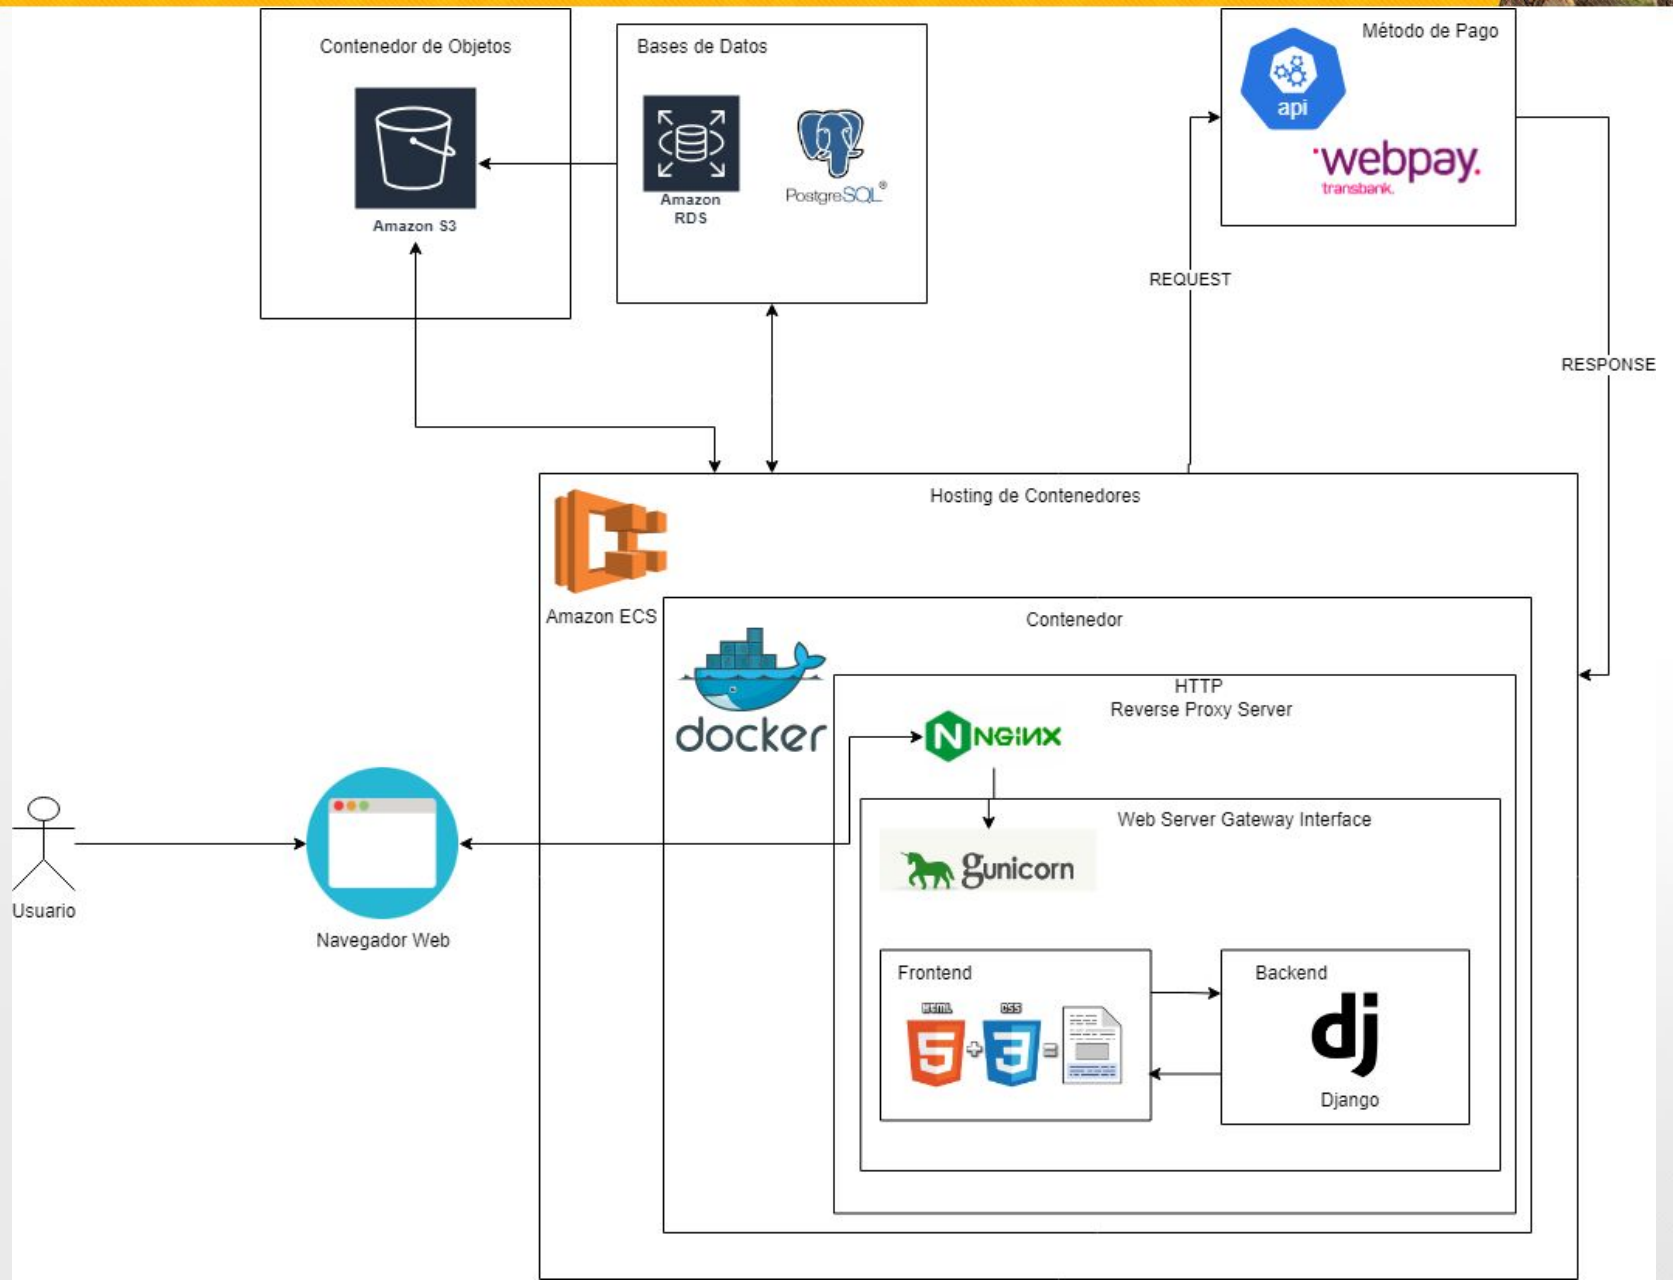 Contenedor de Objetos
Amazon S3
Bases de Datos
Amazon
RDS
PostgreSQL®
Método de Pago
api
webpay.
transbank.
REQUEST
RESPONSE
Hosting de Contenedores
Amazon ECS
Contenedor
docker
HTTP
Reverse Proxy Server
N NGiNX
Web Server Gateway Interface
gunicorn
Usuario
Navegador Web
Frontend
HTML
CSS
5 + 3 =
Backend
dj
Django